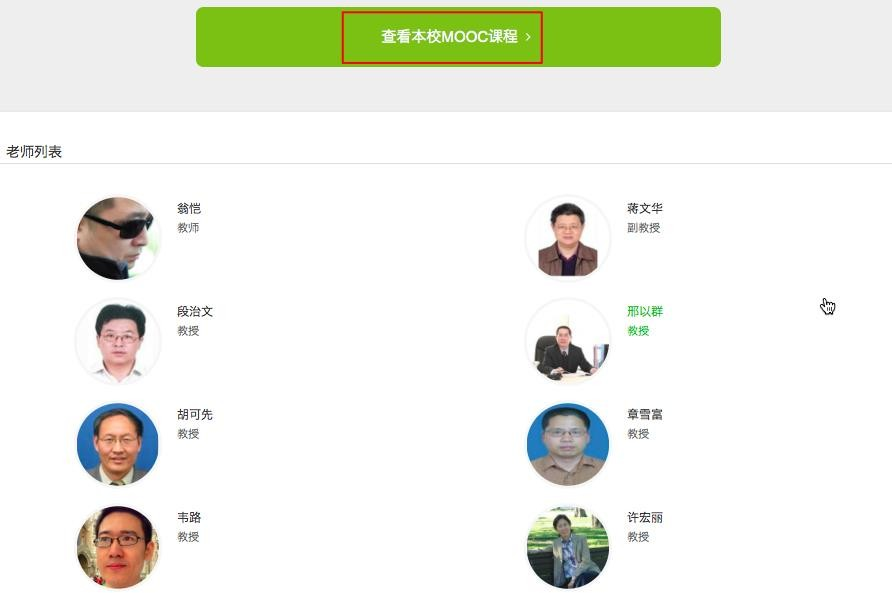 查看本校MOOC课程 ›
老师列表
翁恺
教师
蒋文华
副教授
段治文
教授
邢以群
教授
胡可先
教授
章雪富
教授
韦路
教授
许宏丽
教授